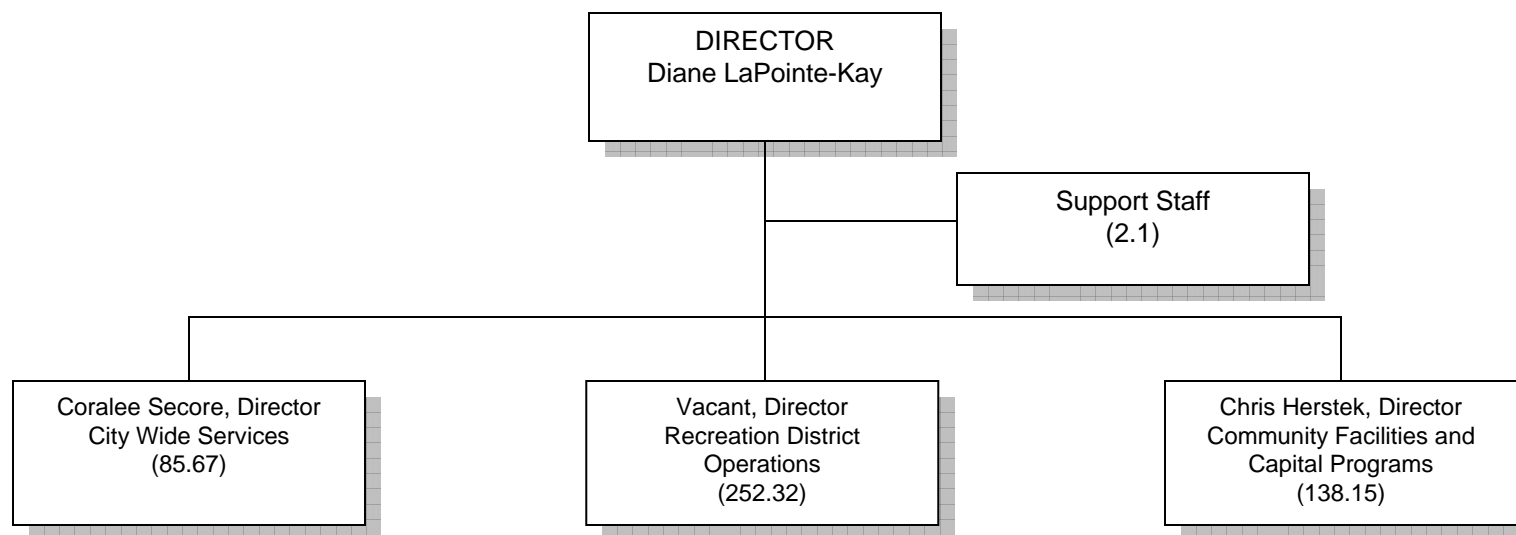 DIRECTOR
Diane LaPointe-Kay
Support Staff
(2.1)
Coralee Secore, Director
City Wide Services
(85.67)
Vacant, Director
Recreation District
Operations
(252.32)
Chris Herstek, Director
Community Facilities and
Capital Programs
(138.15)